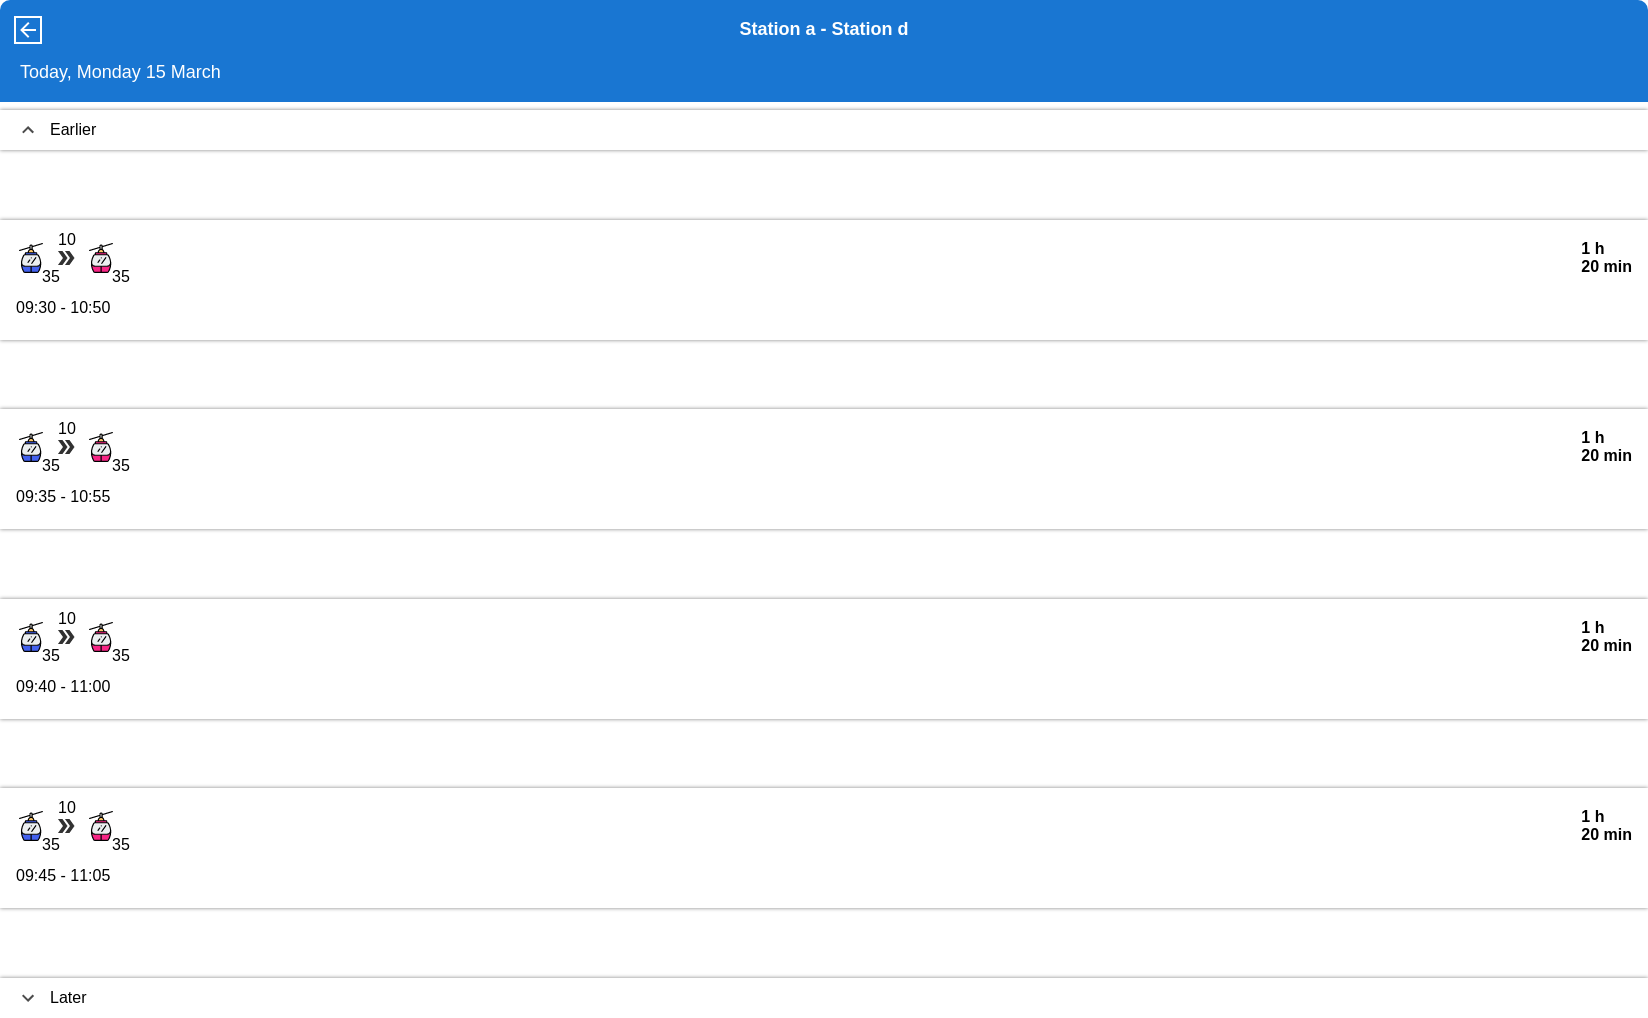 Station a - Station d
Today, Monday 15 March
Earlier
10
35 35
1 h
20 min
09:30 - 10:50
10
35 35
1 h
20 min
09:35 - 10:55
10
35 35
1 h
20 min
09:40 - 11:00
10
35 35
1 h
20 min
09:45 - 11:05
Later